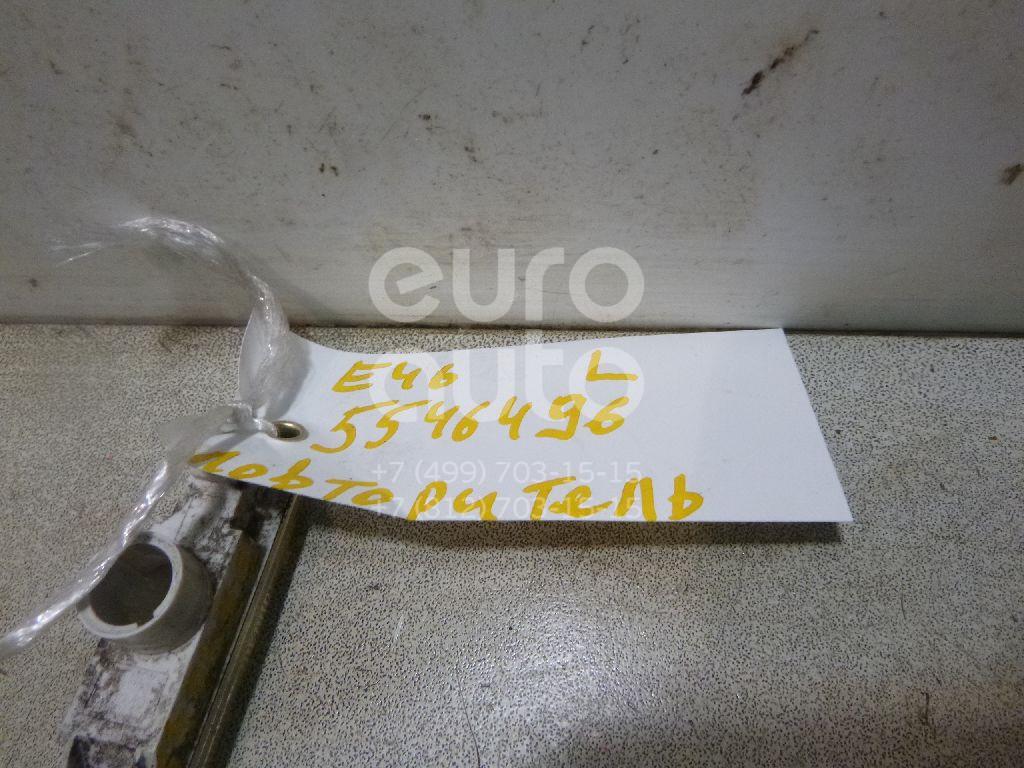 euro
auto
E46 L
5546496
повторитель
+7 (499) 703-15-15